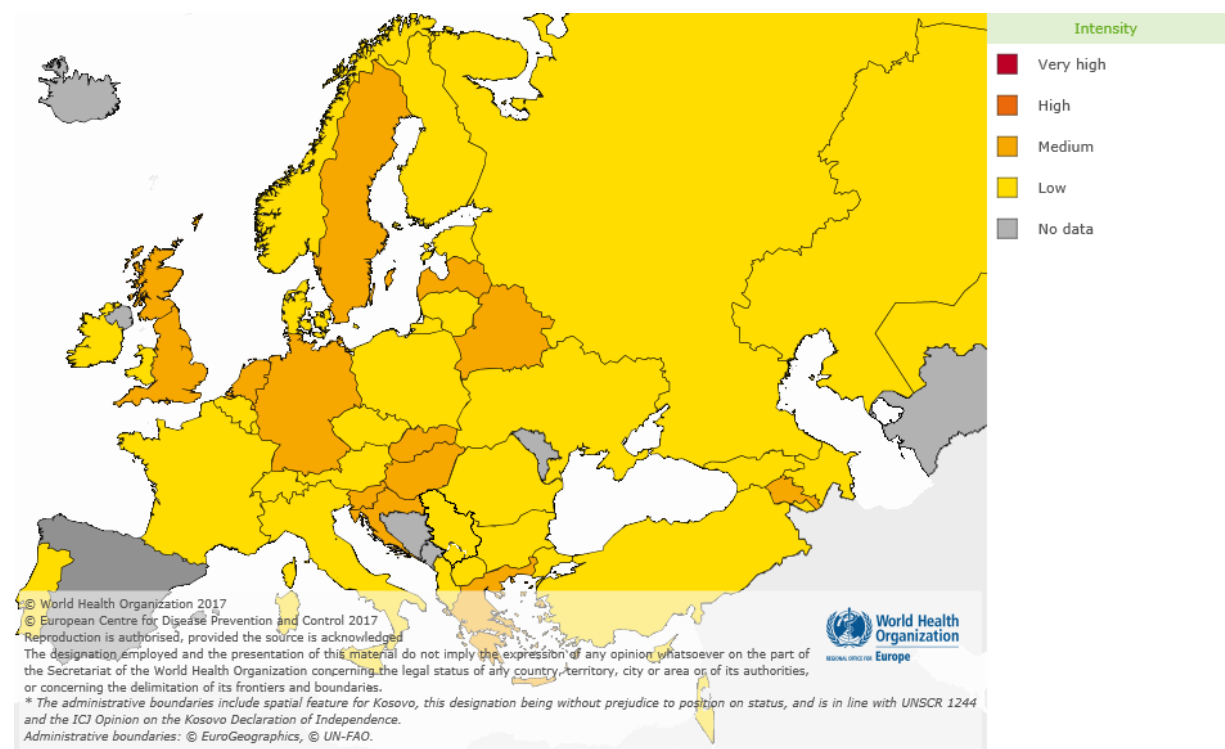 Intensity
Very high
High
Medium
Low
No data
© World Health Organization 2017
© European Centre for Disease Prevention and Control 2017
Reproduction is authorised, provided the source is acknowledged
The designation employed and the presentation of this material do not imply the expression of any opinion whatsoever on the part of
the Secretariat of the World Health Organization concerning the legal status of any country, territory, city or area or of its authorities,
or concerning the delimitation of its frontiers and boundaries.
* The administrative boundaries include spatial feature for Kosovo, this designation being without prejudice to position on status, and is in line with UNSCR 1244
and the ICJ Opinion on the Kosovo Declaration of Independence.
Administrative boundaries: © EuroGeographics, © UN-FAO.
World Health
Organization
REGIONAL OFFICE FOR Europe